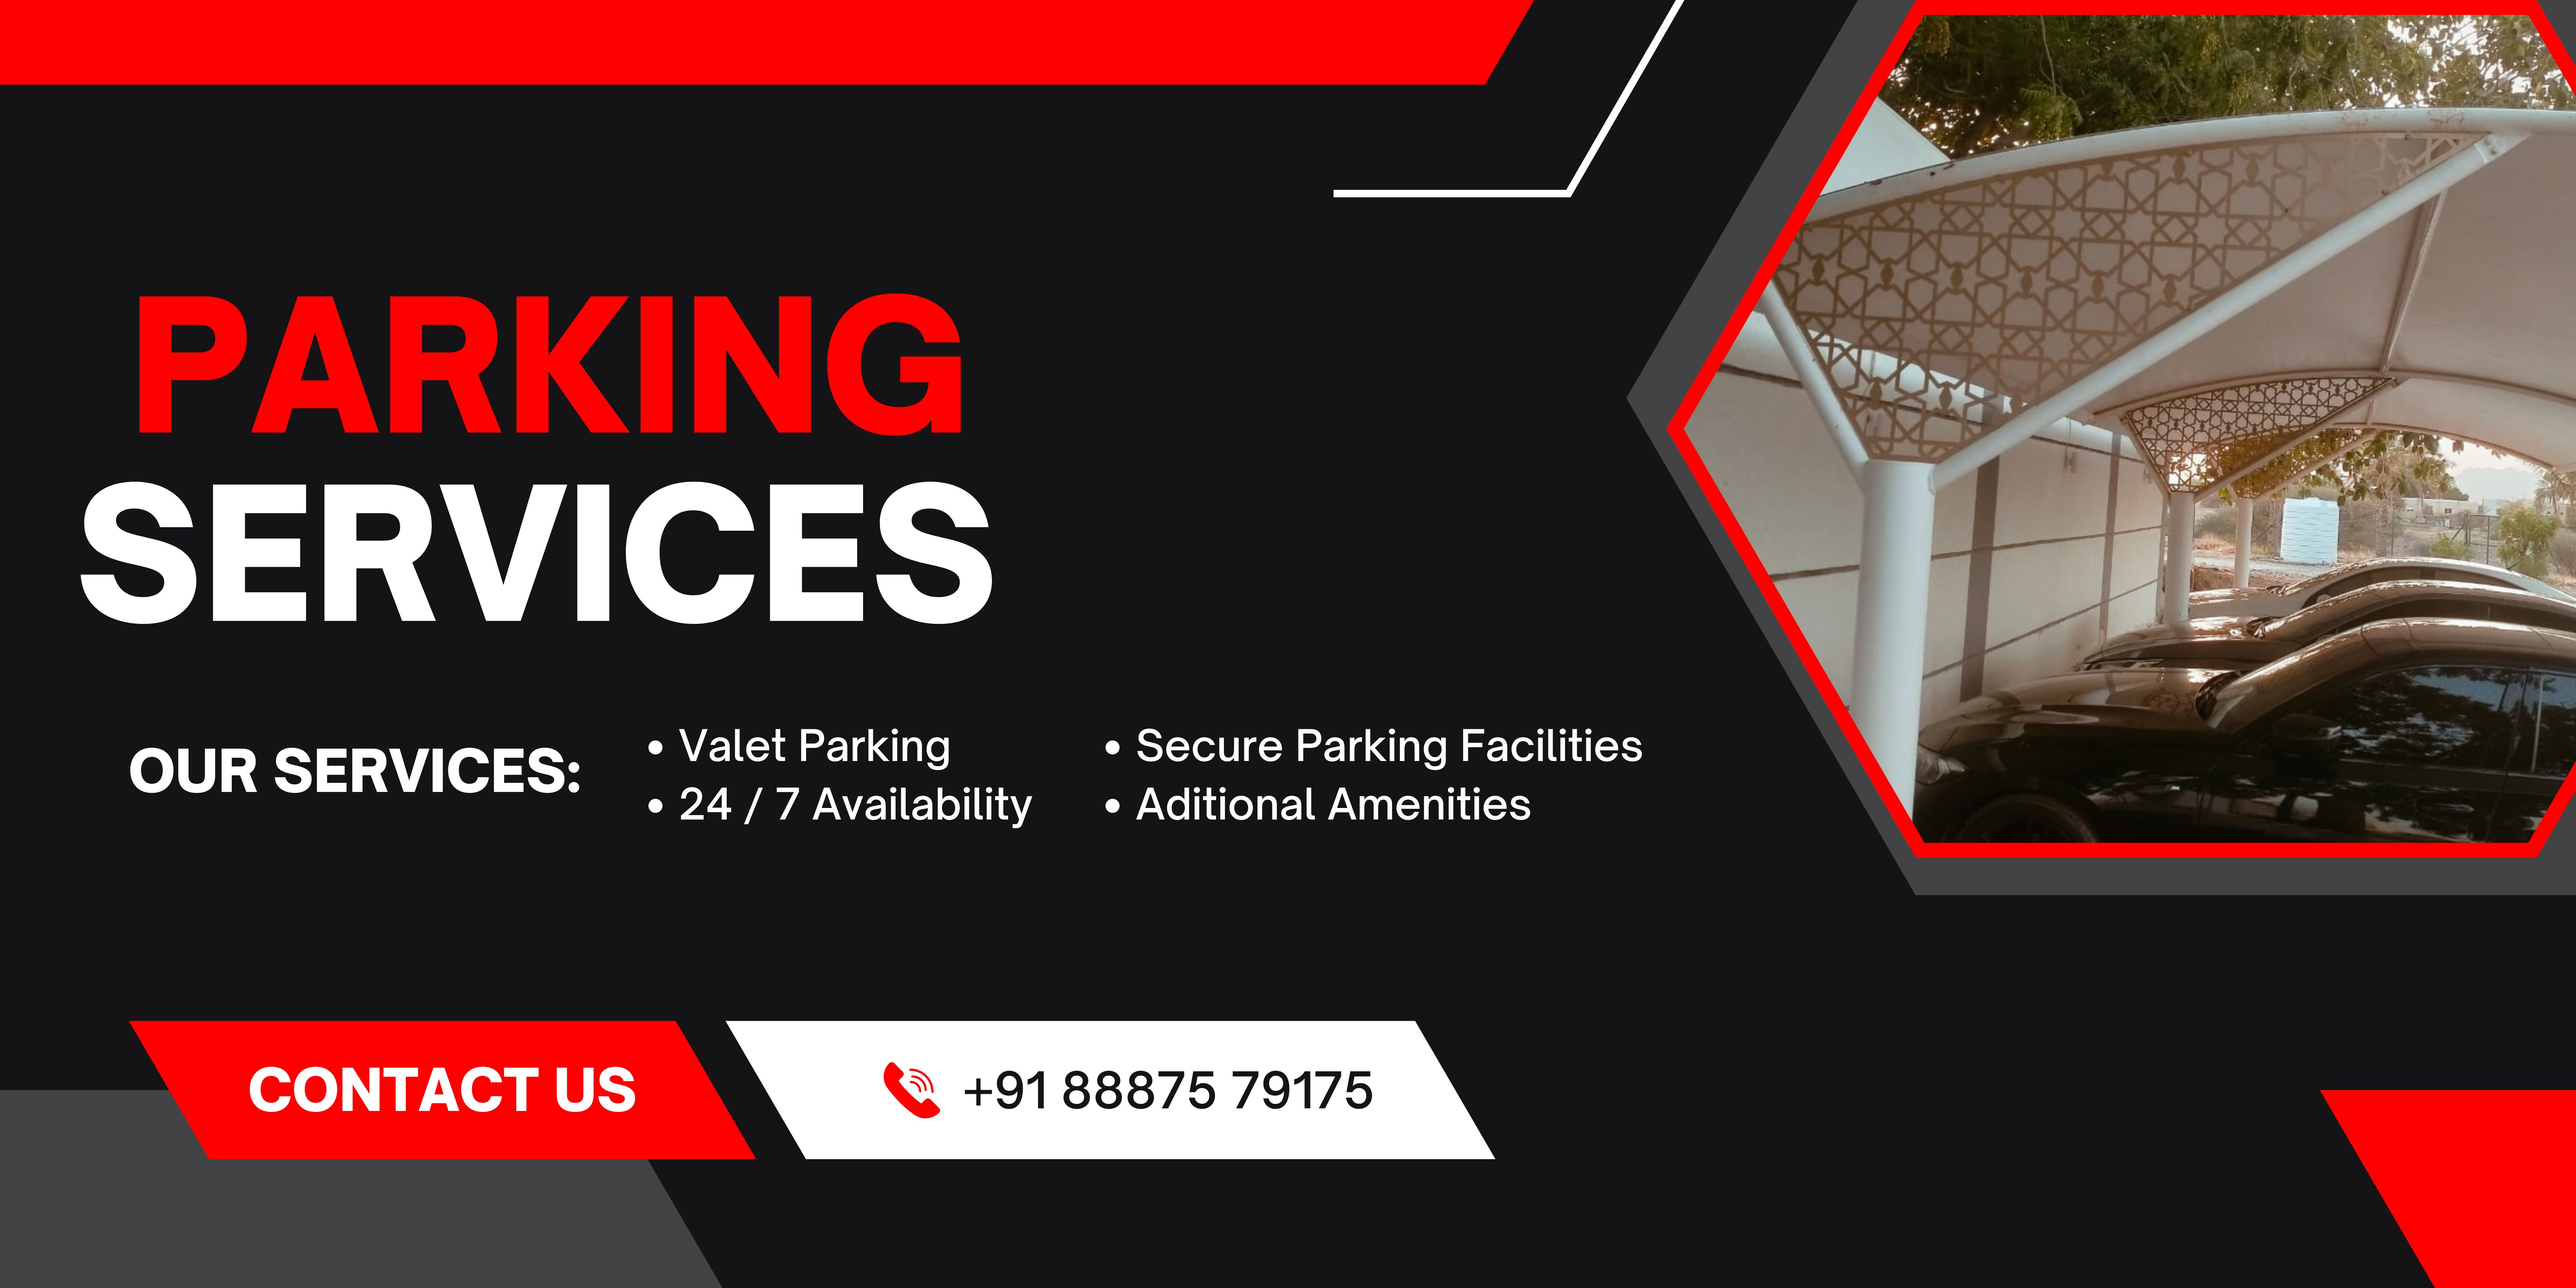 PARKING
SERVICES
OUR SERVICES:
• Valet Parking
• 24 / 7 Availability
• Secure Parking Facilities
• Aditional Amenities
CONTACT US
+91 88875 79175